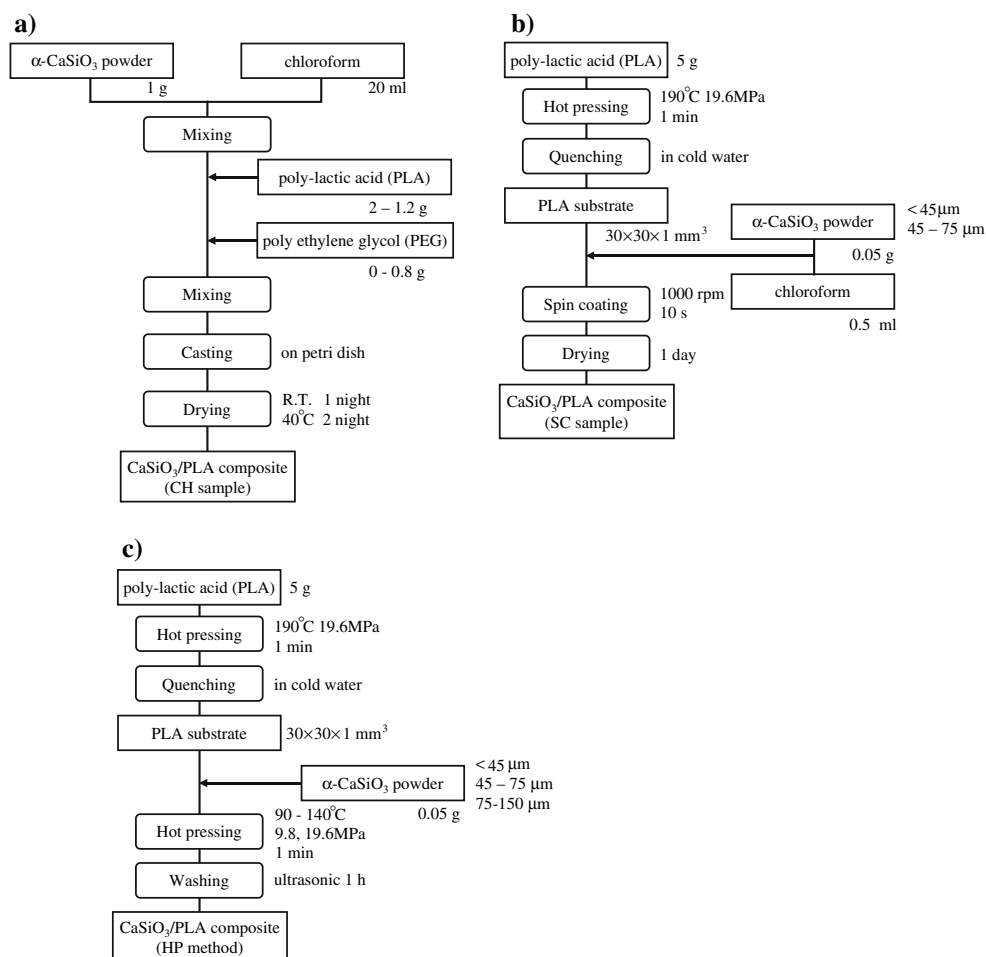 a)
α-CaSiO₃ powder
chloroform
1 g
20 ml
Mixing
poly-lactic acid (PLA)
2 – 1.2 g
poly ethylene glycol (PEG)
0 - 0.8 g
Mixing
Casting
on petri dish
Drying
R.T. 1 night
40°C 2 night
CaSiO₃/PLA composite
(CH sample)
b)
poly-lactic acid (PLA)
5 g
Hot pressing
190°C 19.6MPa
1 min
Quenching
in cold water
PLA substrate
30×30×1 mm³
α-CaSiO₃ powder
<45μm
45 – 75 μm
0.05 g
chloroform
0.5 ml
Spin coating
1000 rpm
10 s
Drying
1 day
CaSiO₃/PLA composite
(SC sample)
c)
poly-lactic acid (PLA)
5 g
Hot pressing
190°C 19.6MPa
1 min
Quenching
in cold water
PLA substrate
30×30×1 mm³
α-CaSiO₃ powder
<45 μm
45 – 75 μm
75-150 μm
0.05 g
Hot pressing
90 - 140°C
9.8, 19.6MPa
1 min
Washing
ultrasonic 1 h
CaSiO₃/PLA composite
(HP method)